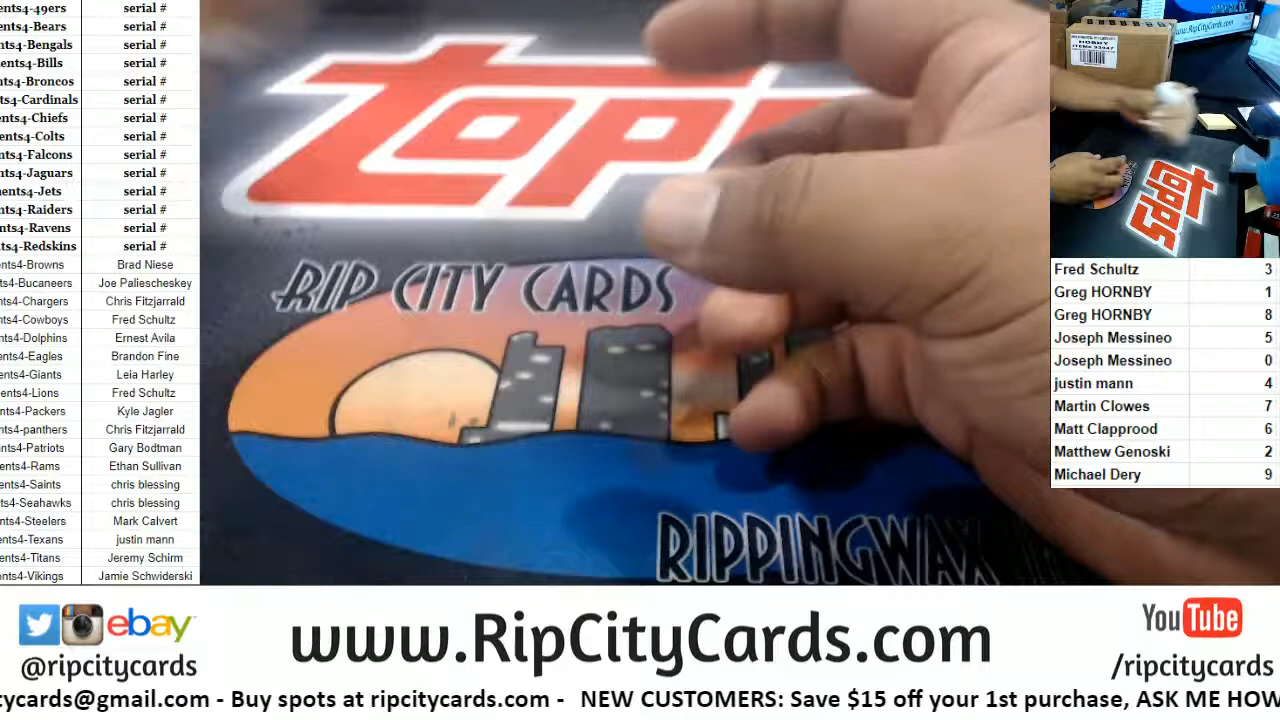 ents4-49ers serial #
ents4-Bears serial #
nts4-Bengals serial #
ents4-Bills serial #
ents4-Broncos serial #
ts4-Cardinals serial #
ents4-Chiefs serial #
ents4-Colts serial #
ents4-Falcons serial #
ents4-Jaguars serial #
nents4-Jets serial #
ents4-Raiders serial #
ents4-Ravens serial #
nts4-Redskins serial #
ents4-Browns Brad Niese
ts4-Bucaneers Joe Paliescheskey
ents4-Chargers Chris Fitzjarrald
ents4-Cowboys Fred Schultz
ents4-Dolphins Ernest Avila
ents4-Eagles Brandon Fine
ents4-Giants Leia Harley
ents4-Lions Fred Schultz
ents4-Packers Kyle Jagler
ents4-panthers Chris Fitzjarrald
ents4-Patriots Gary Bodtman
ents4-Rams Ethan Sullivan
ents4-Saints chris blessing
ents4-Seahawks chris blessing
ents4-Steelers Mark Calvert
ents4-Texans justin mann
ents4-Titans Jeremy Schirm
ents4-Vikings Jamie Schwiderski
topps
RIP CITY CARDS
RIPPINGWAX
www.RipCityCards.com
HOBBY
topps
Fred Schultz 3
Greg HORNBY 1
Greg HORNBY 8
Joseph Messineo 5
Joseph Messineo 0
justin mann 4
Martin Clowes 7
Matt Clapprood 6
Matthew Genoski 2
Michael Dery 9
ebay
@ripcitycards
www.RipCityCards.com
YouTube
/ripcitycards
tycards@gmail.com - Buy spots at ripcitycards.com - NEW CUSTOMERS: Save $15 off your 1st purchase, ASK ME HOW